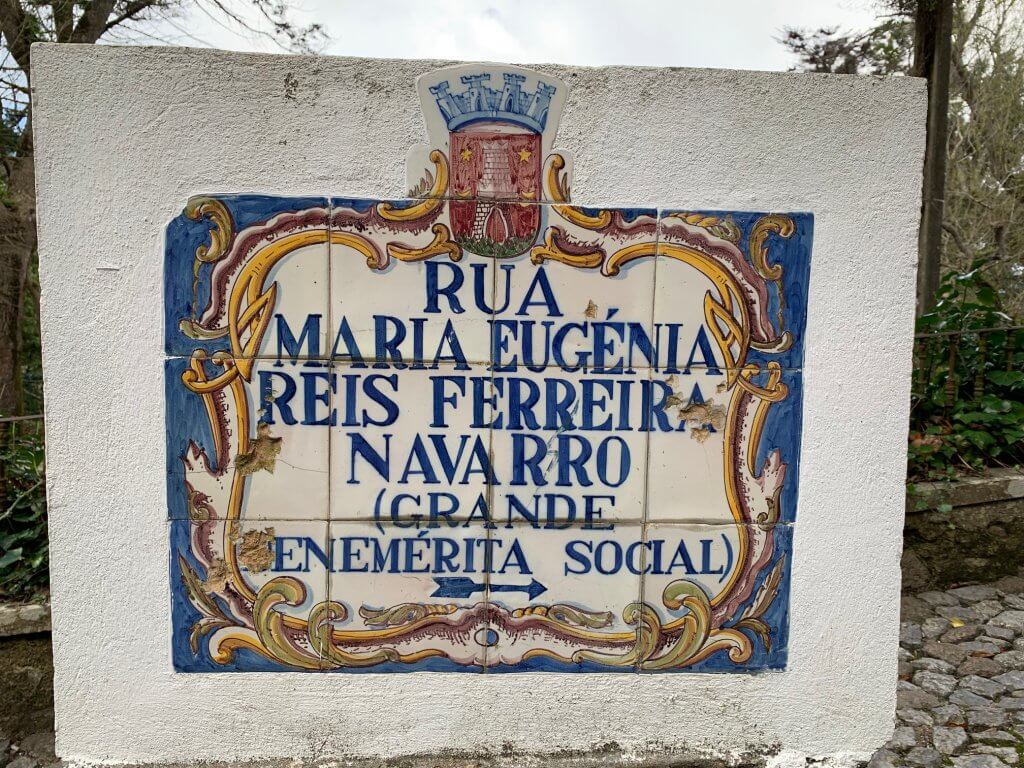 RUA
MARIA EUGÉNIA
REIS FERREIRA
NAVARRO
(GRANDE
BENEMÉRITA SOCIAL)